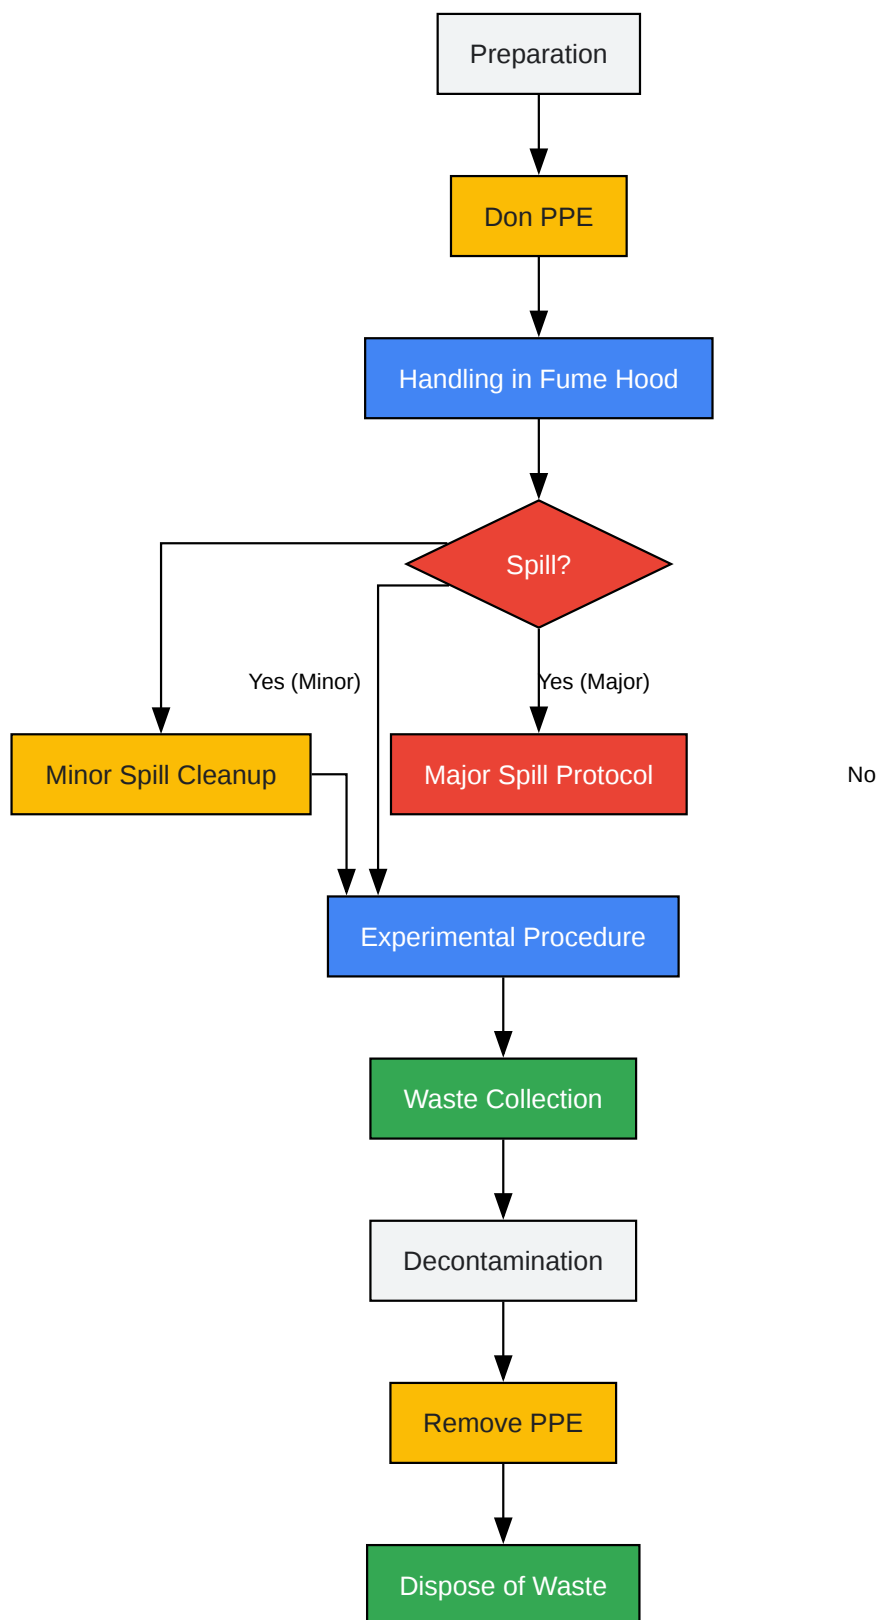 Preparation
Don PPE
Handling in Fume Hood
Spill?
Yes (Minor)
Yes (Major)
Minor Spill Cleanup
Major Spill Protocol
No
Experimental Procedure
Waste Collection
Decontamination
Remove PPE
Dispose of Waste